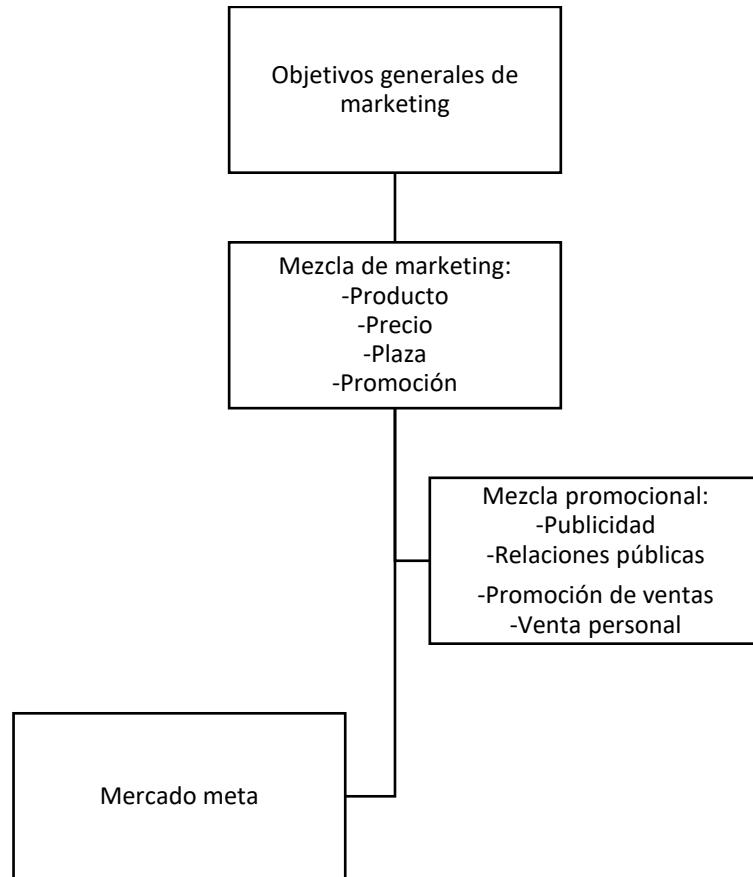 Objetivos generales de
marketing
Mezcla de marketing:
-Producto
-Precio
-Plaza
-Promoción
Mezcla promocional:
-Publicidad
-Relaciones públicas
-Promoción de ventas
-Venta personal
Mercado meta